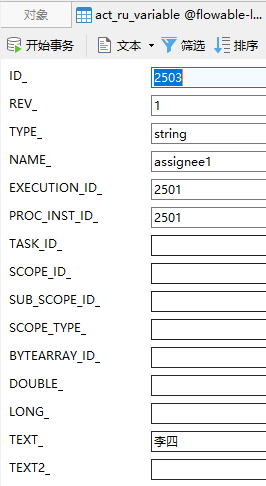 对象 act_ru_variable @flowable-l...
开始事务 文本 筛选 排序
ID_ 2503
REV_ 1
TYPE_ string
NAME_ assignee1
EXECUTION_ID_ 2501
PROC_INST_ID_ 2501
TASK_ID_
SCOPE_ID_
SUB_SCOPE_ID_
SCOPE_TYPE_
BYTEARRAY_ID_
DOUBLE_
LONG_
TEXT_ 李四
TEXT2_